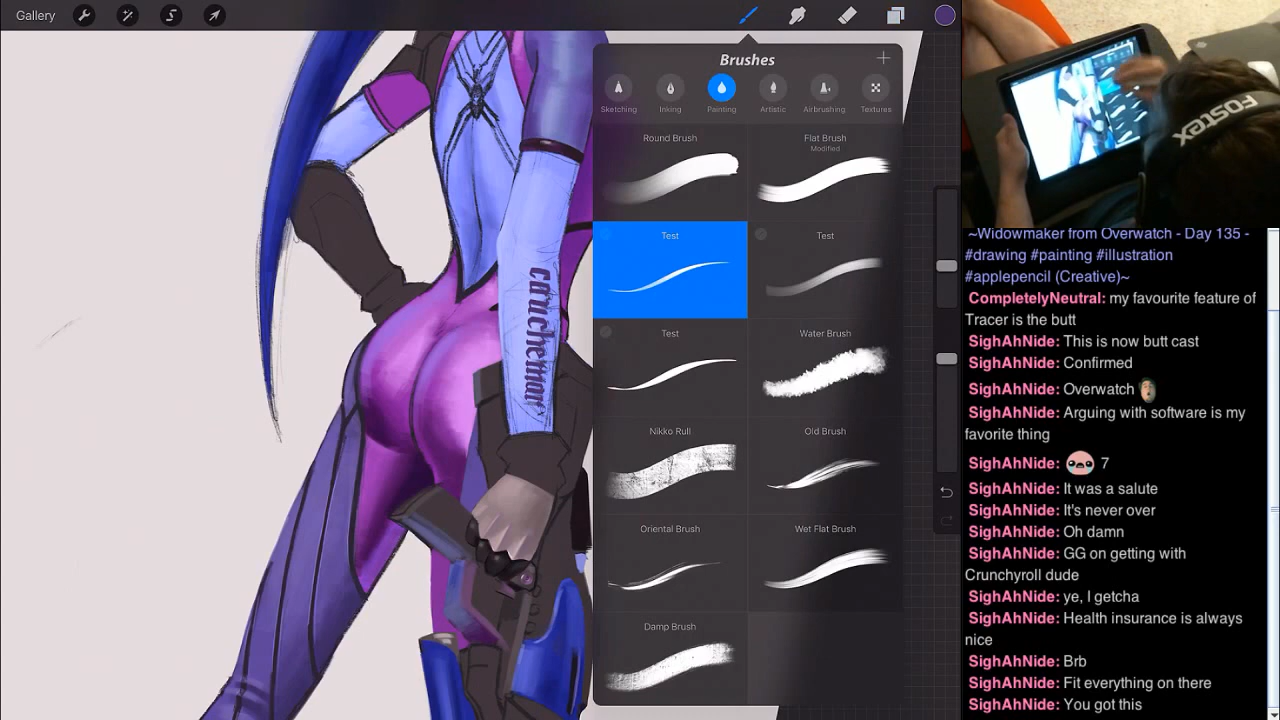 Gallery
Brushes
Sketching
Inking
Painting
Artistic
Airbrushing
Textures
Round Brush
Flat Brush
Modified
Test
Test
Test
Water Brush
Nikko Rull
Old Brush
Oriental Brush
Wet Flat Brush
Damp Brush
cauchemar
FOSTEX
~Widowmaker from Overwatch - Day 135 -
#drawing #painting #illustration
#applepencil (Creative)~
CompletelyNeutral: my favourite feature of
Tracer is the butt
SighAhNide: This is now butt cast
SighAhNide: Confirmed
SighAhNide: Overwatch
SighAhNide: Arguing with software is my
favorite thing
SighAhNide: 7
SighAhNide: It was a salute
SighAhNide: It's never over
SighAhNide: Oh damn
SighAhNide: GG on getting with
Crunchyroll dude
SighAhNide: ye, I getcha
SighAhNide: Health insurance is always
nice
SighAhNide: Brb
SighAhNide: Fit everything on there
SighAhNide: You got this